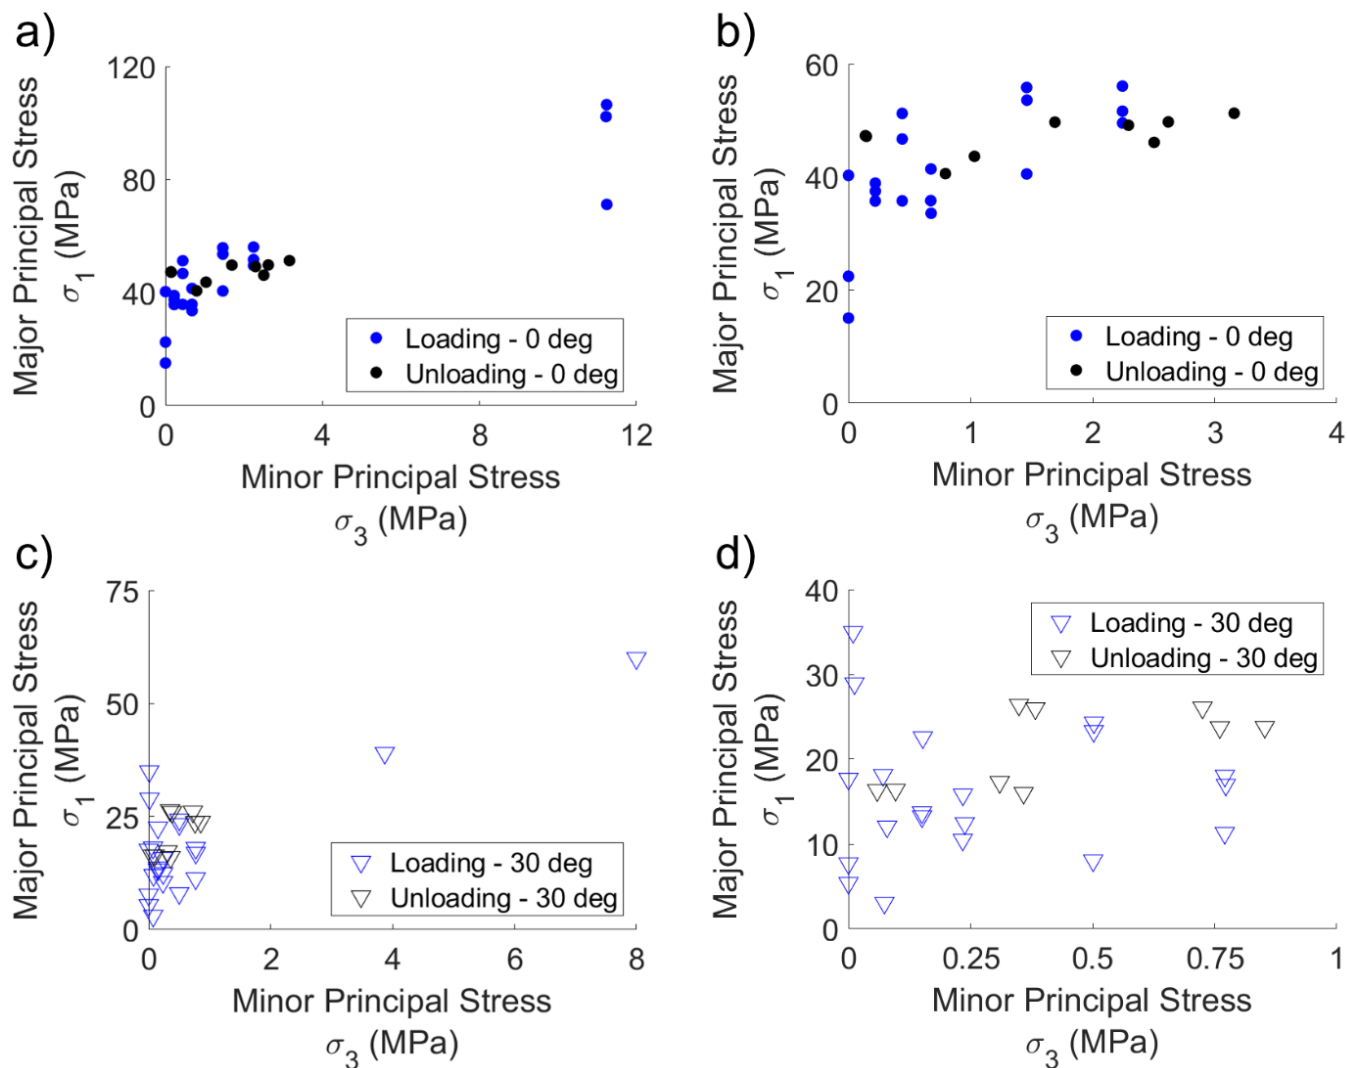 a)
Major Principal Stress
σ1 (MPa)
120
80
40
0
0 4 8 12
Loading - 0 deg
Unloading - 0 deg
Minor Principal Stress
σ3 (MPa)
b)
Major Principal Stress
σ1 (MPa)
60
40
20
0
0 1 2 3 4
Loading - 0 deg
Unloading - 0 deg
Minor Principal Stress
σ3 (MPa)
c)
Major Principal Stress
σ1 (MPa)
75
50
25
0
0 2 4 6 8
Loading - 30 deg
Unloading - 30 deg
Minor Principal Stress
σ3 (MPa)
d)
Major Principal Stress
σ1 (MPa)
40
30
20
10
0
0 0.25 0.5 0.75 1
Loading - 30 deg
Unloading - 30 deg
Minor Principal Stress
σ3 (MPa)